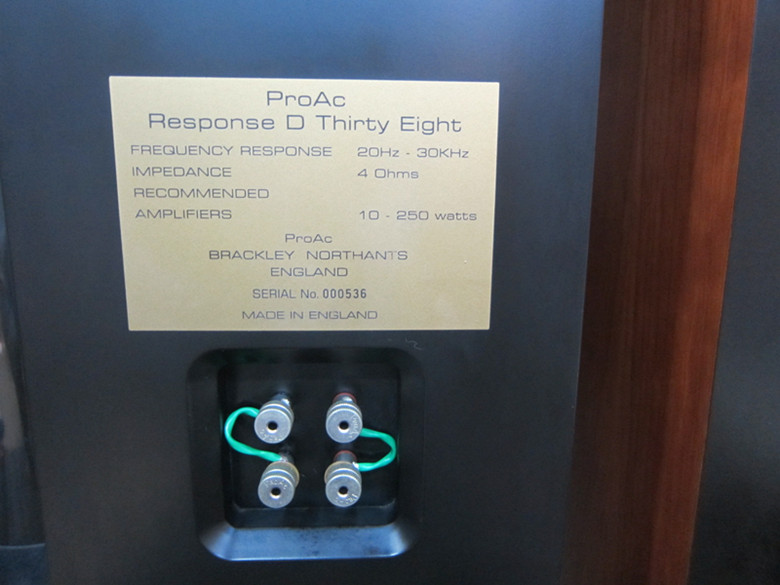 ProAc
Response D Thirty Eight
FREQUENCY RESPONSE 20Hz - 30KHz
IMPEDANCE 4 Ohms
RECOMMENDED
AMPLIFIERS 10 - 250 watts
ProAc
BRACKLEY NORTHANTS
ENGLAND
SERIAL No. 000536
MADE IN ENGLAND